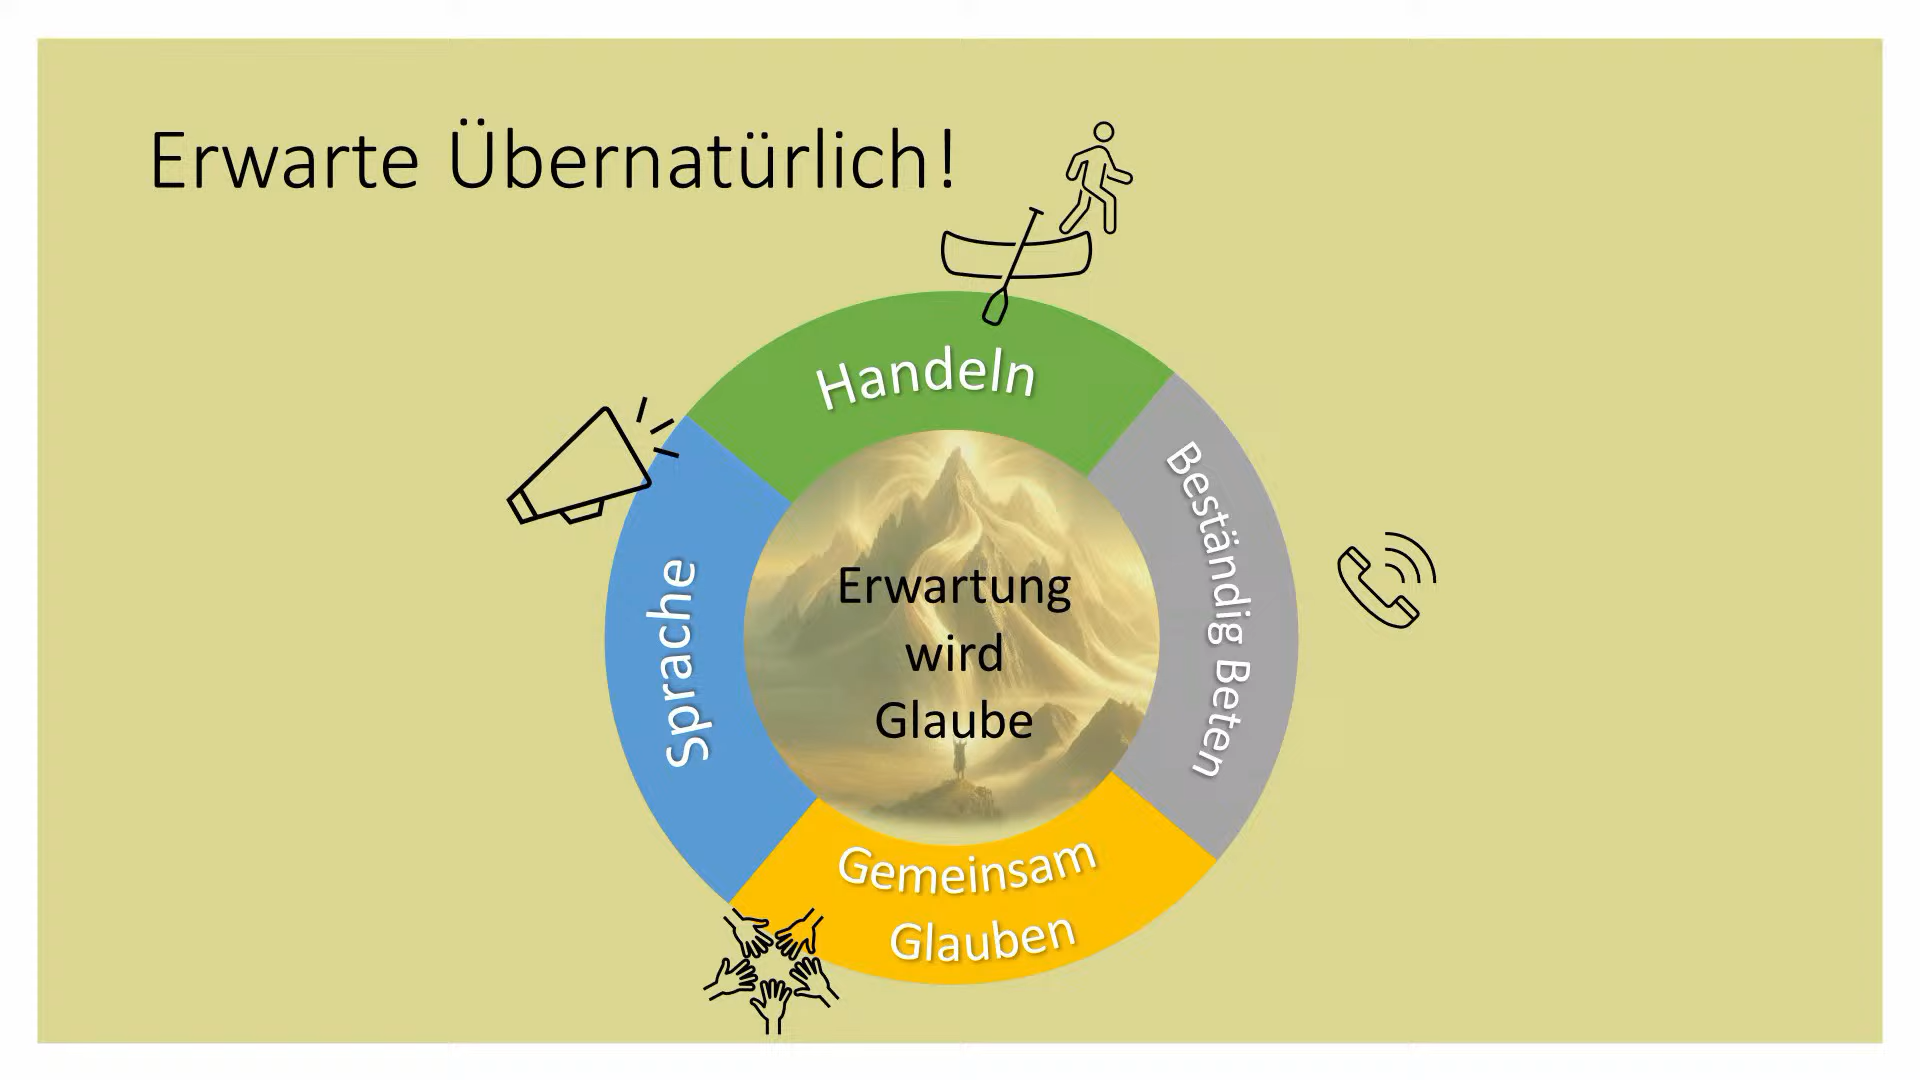 Erwarte Übernatürlich!
Handeln
Beständig Beten
Sprache
Erwartung
wird
Glaube
Gemeinsam
Glauben